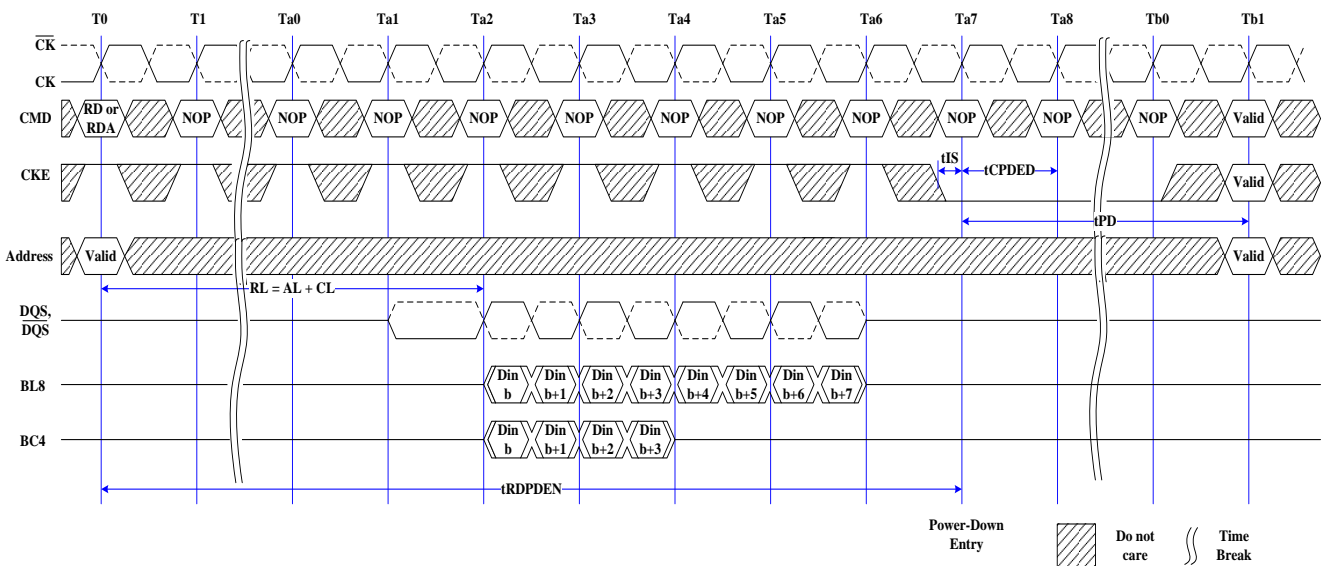 T0 T1 Ta0 Ta1 Ta2 Ta3 Ta4 Ta5 Ta6 Ta7 Ta8 Tb0 Tb1
CK
CK
CMD RD or RDA NOP NOP NOP NOP NOP NOP NOP NOP NOP NOP NOP Valid
CKE tIS tCPDED Valid
tPD
Address Valid Valid
RL = AL + CL
DQS,
DQS
BL8 Din b Din b+1 Din b+2 Din b+3 Din b+4 Din b+5 Din b+6 Din b+7
BC4 Din b Din b+1 Din b+2 Din b+3
tRDPDEN
Power-Down
Entry
Do not
care
Time
Break